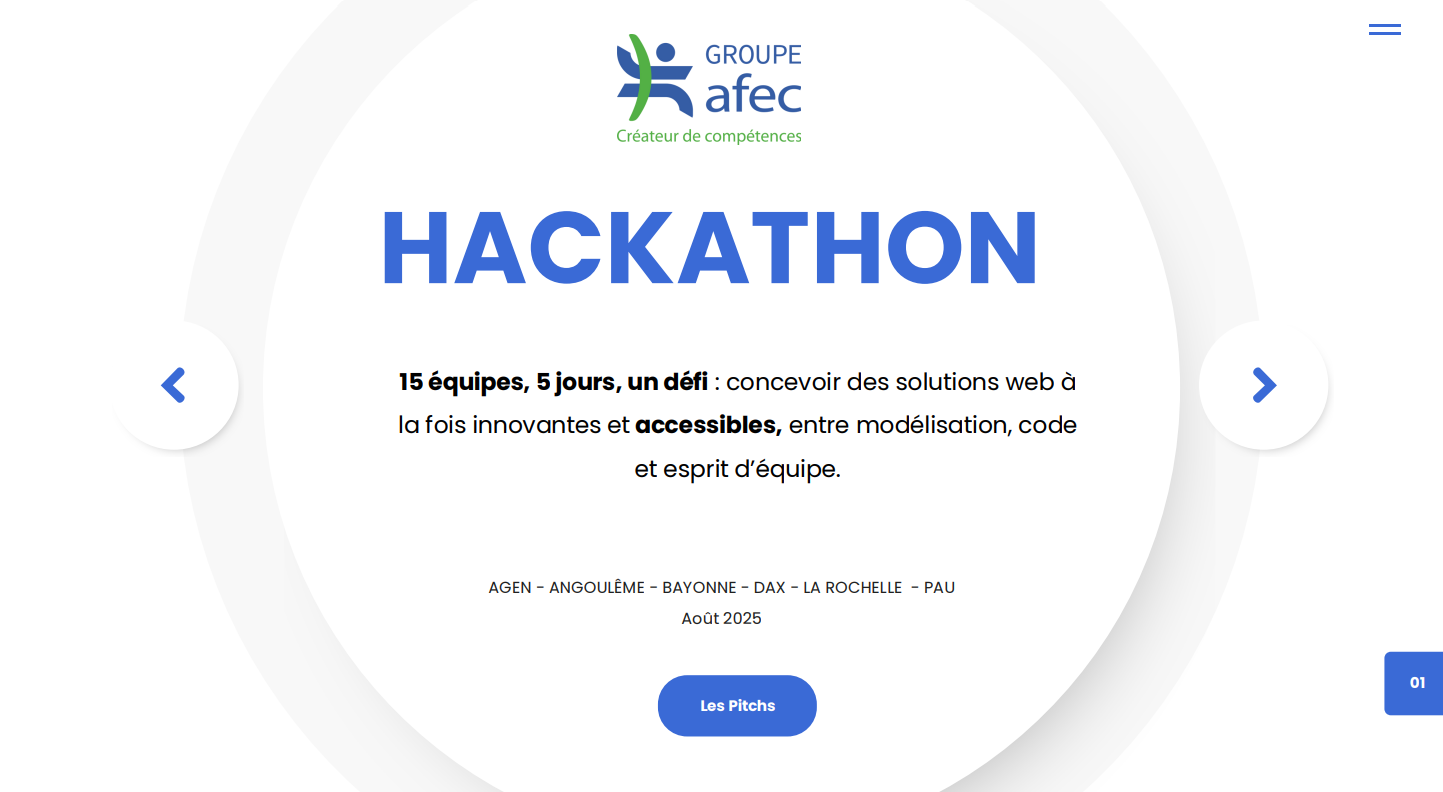 GROUPE
afec
Créateur de compétences
HACKATHON
15 équipes, 5 jours, un défi : concevoir des solutions web à
la fois innovantes et accessibles, entre modélisation, code
et esprit d’équipe.
AGEN - ANGOULÊME - BAYONNE - DAX - LA ROCHELLE - PAU
Août 2025
Les Pitchs
01